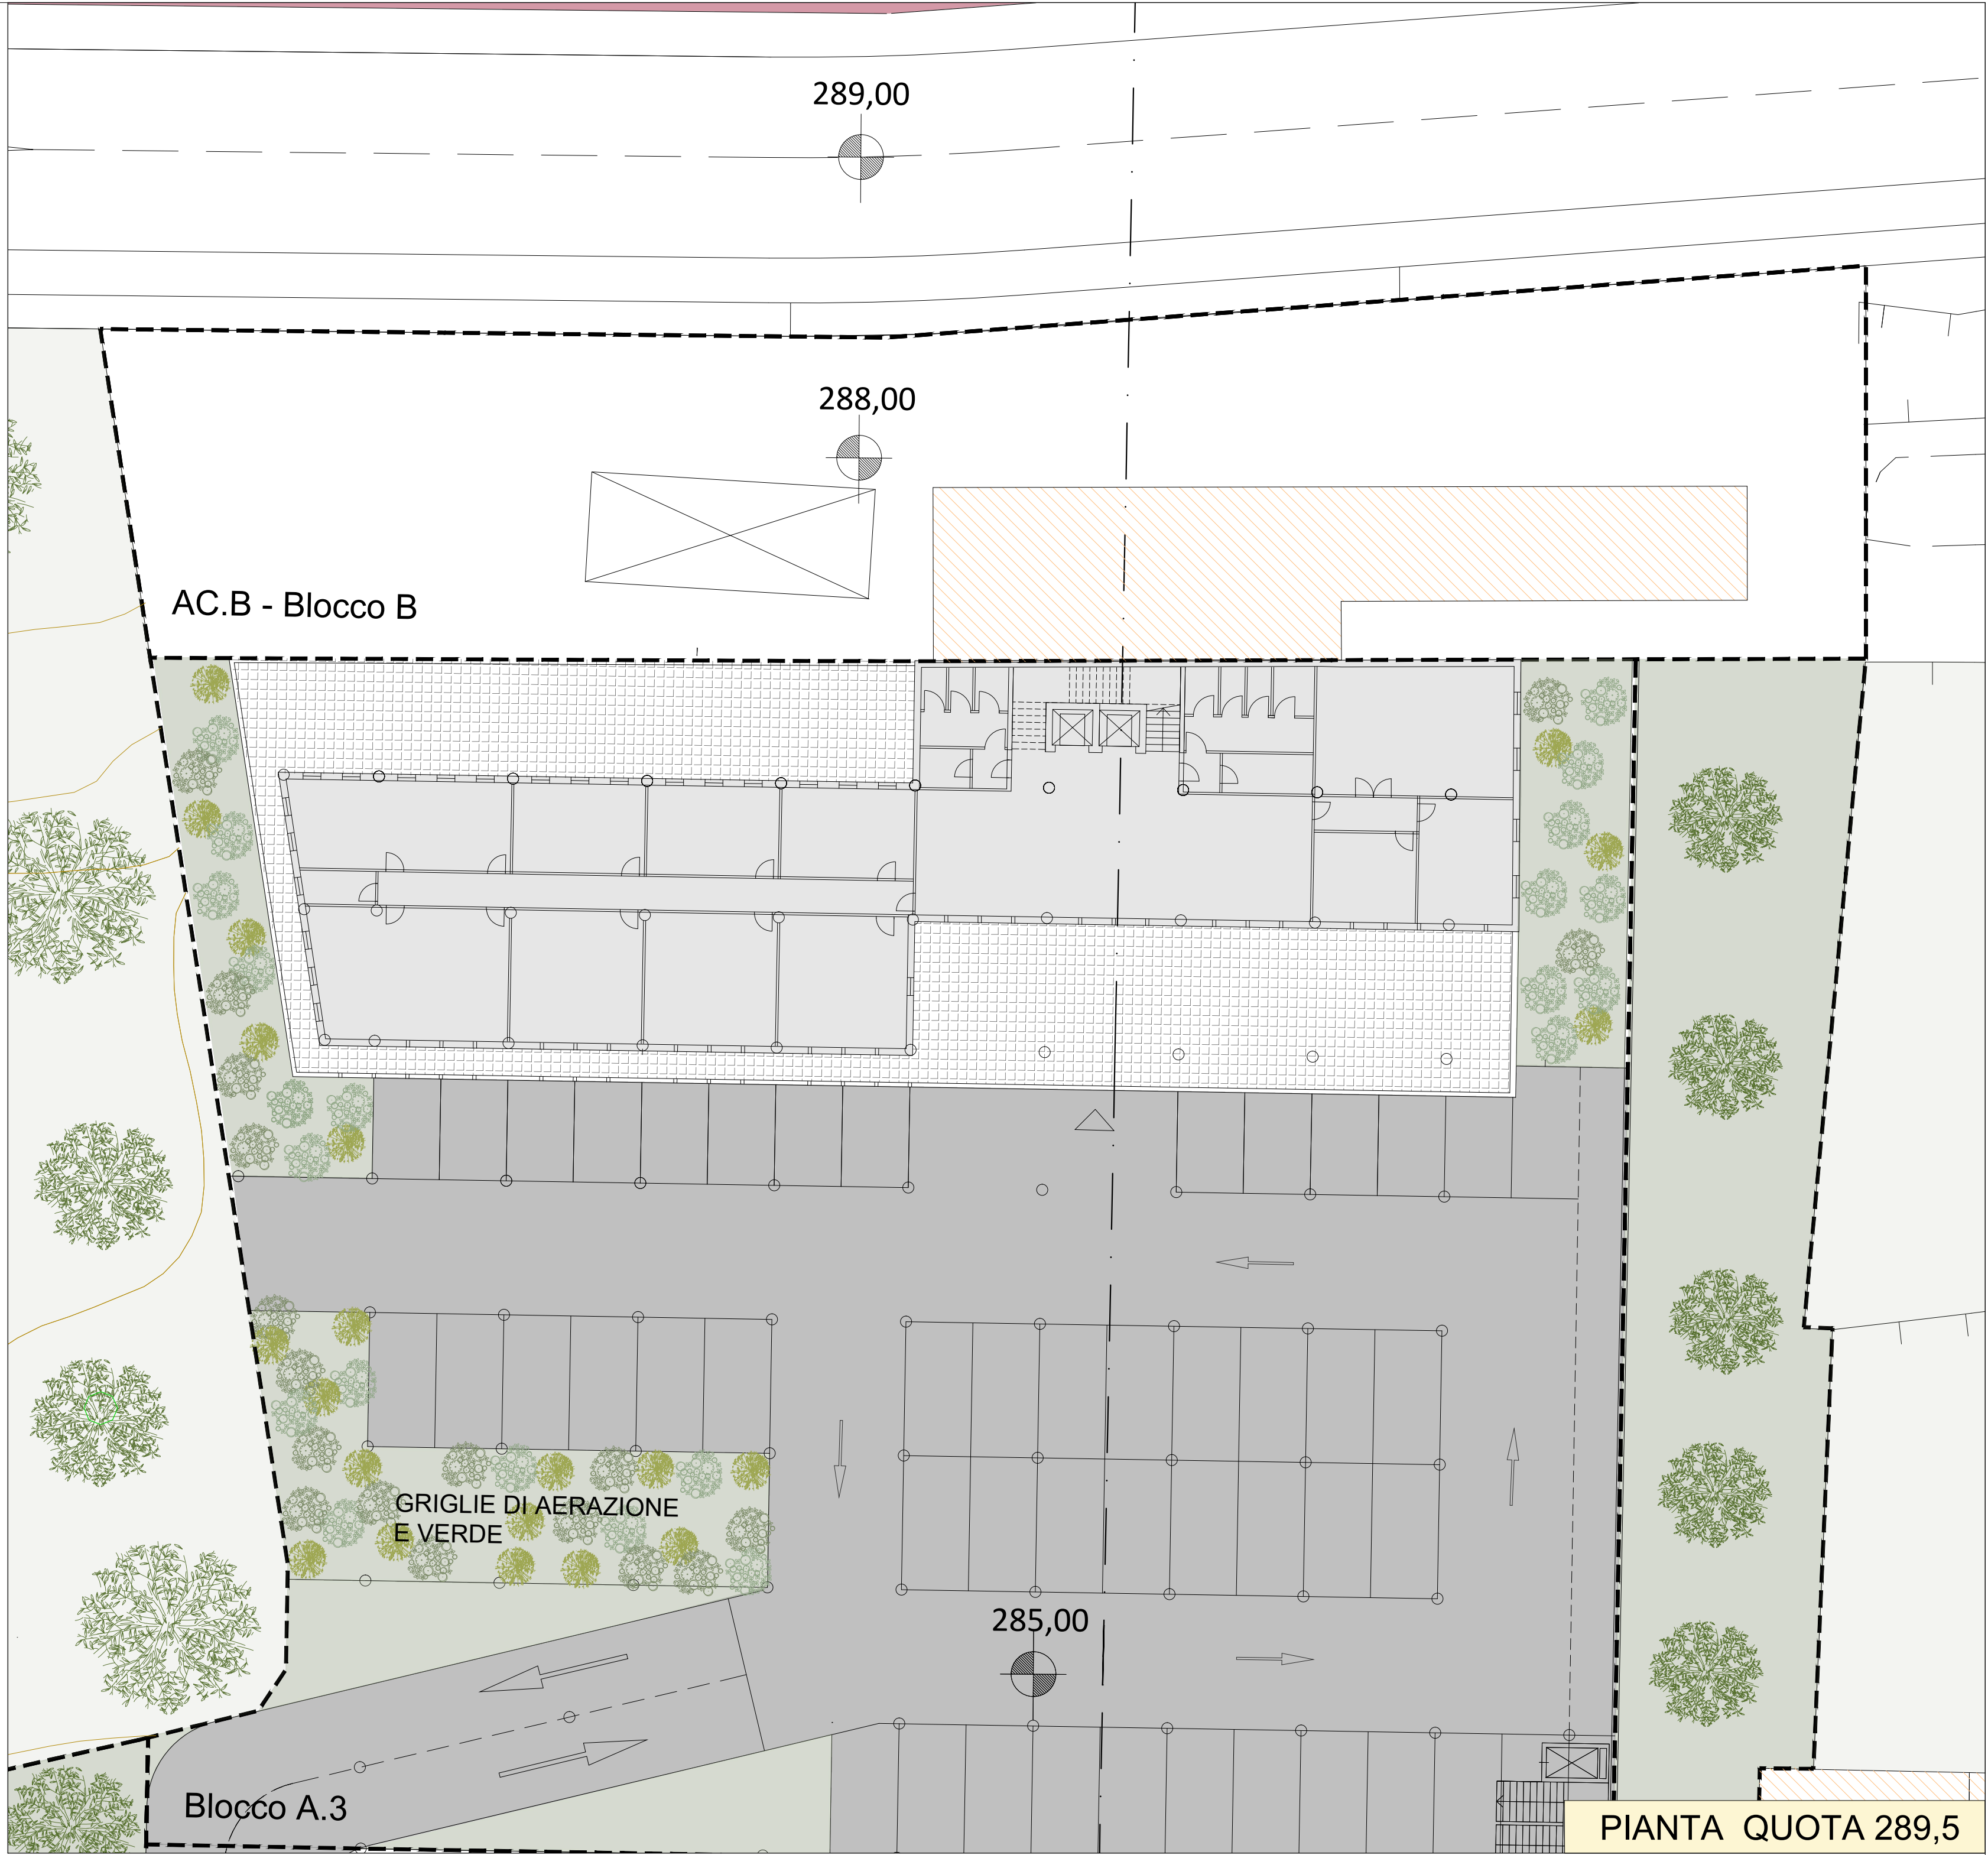 289,00
288,00
AC.B - Blocco B
GRIGLIE DI AERAZIONE
E VERDE
285,00
Blocco A.3
PIANTA QUOTA 289,5